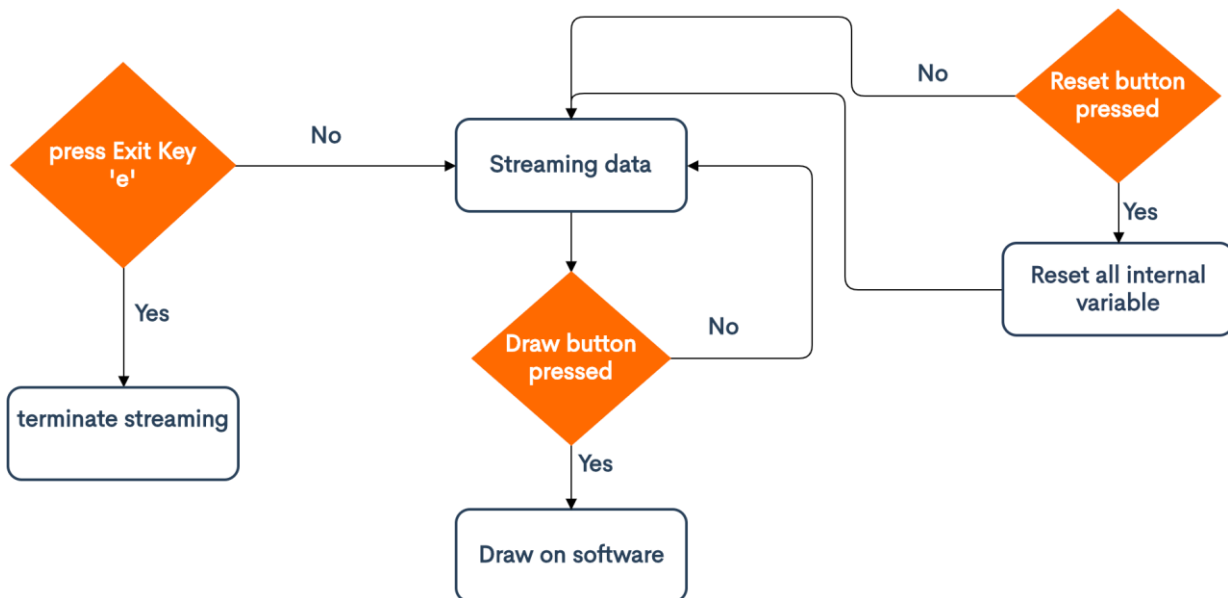 No
Reset button
pressed
press Exit Key
'e'
No
Streaming data
Yes
Reset all internal
variable
Yes
No
Draw button
pressed
terminate streaming
Yes
Draw on software